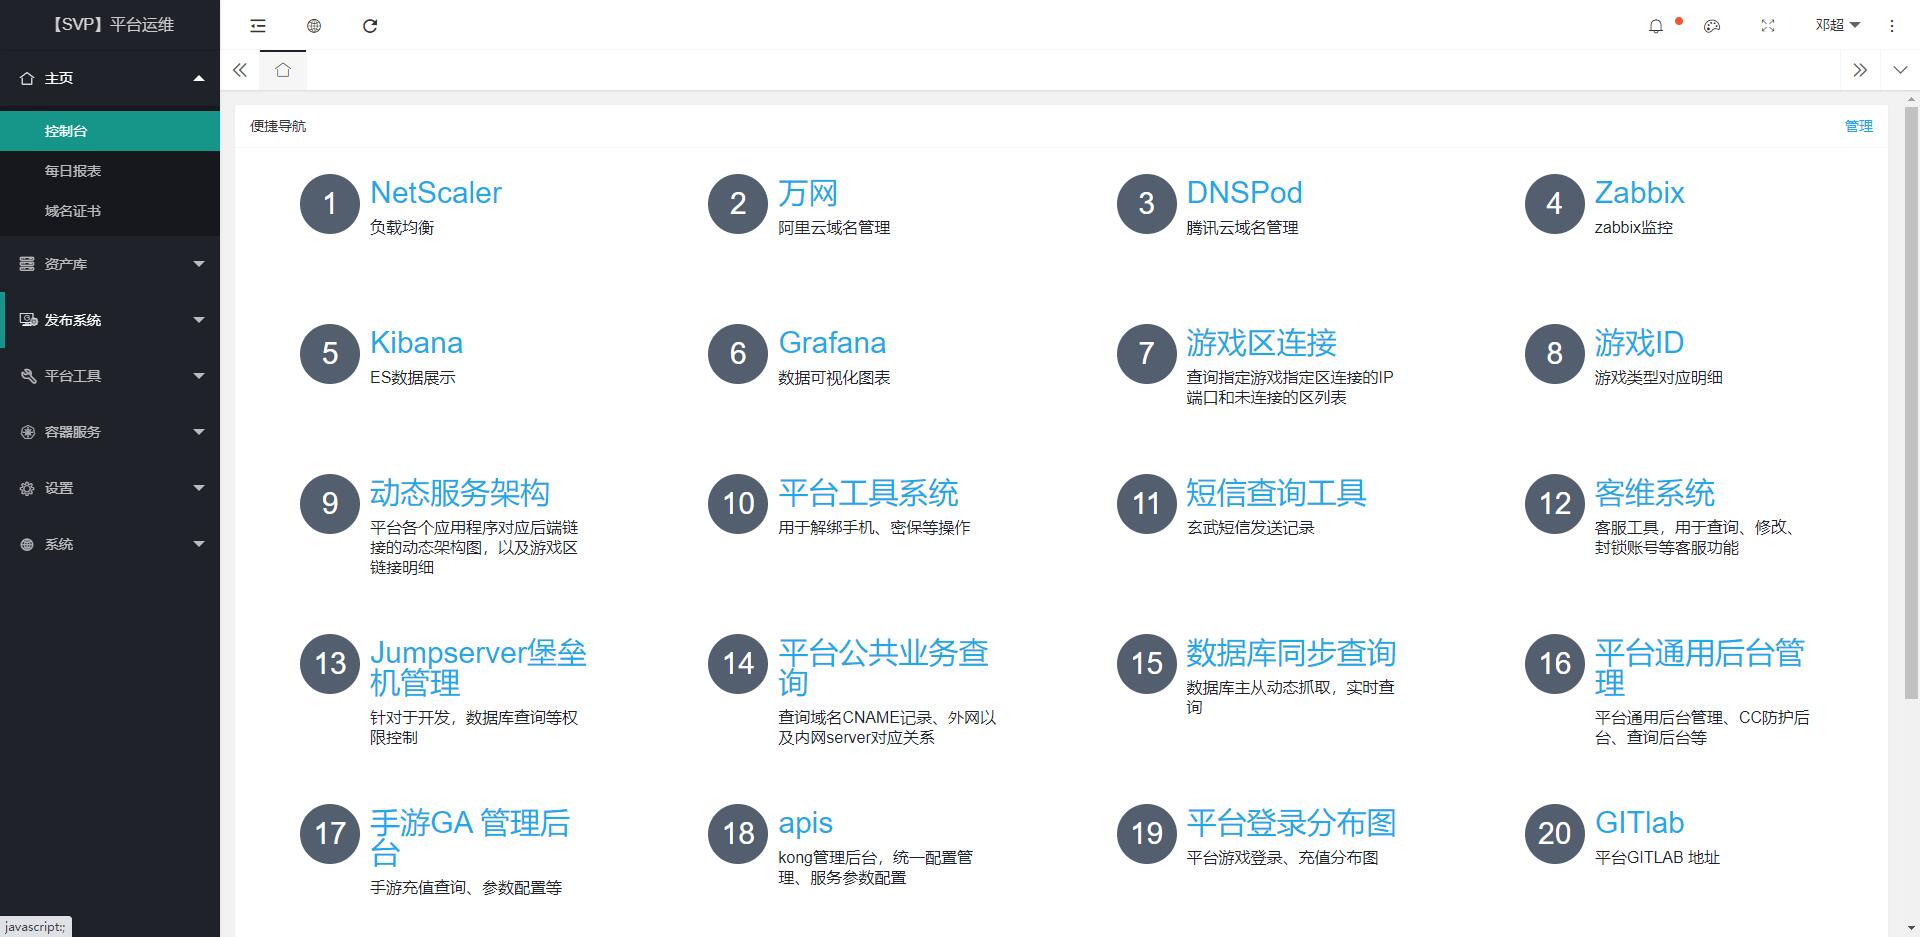 【SVP】平台运维
邓超
主页
控制台
每日报表
域名证书
资产库
发布系统
平台工具
容器服务
设置
系统
便捷导航
管理
1
NetScaler
负载均衡
2
万网
阿里云域名管理
3
DNSPod
腾讯云域名管理
4
Zabbix
zabbix监控
5
Kibana
ES数据展示
6
Grafana
数据可视化图表
7
游戏区连接
查询指定游戏指定区连接的IP
端口和未连接的区列表
8
游戏ID
游戏类型对应明细
9
动态服务架构
平台各个应用程序对应后端链
接的动态架构图，以及游戏区
链接明细
10
平台工具系统
用于解绑手机、密保等操作
11
短信查询工具
玄武短信发送记录
12
客维系统
客服工具，用于查询、修改、
封锁账号等客服功能
13
Jumpserver堡垒
机管理
针对于开发，数据库查询等权
限控制
14
平台公共业务查
询
查询域名CNAME记录、外网以
及内网server对应关系
15
数据库同步查询
数据库主从动态抓取，实时查
询
16
平台通用后台管
理
平台通用后台管理、CC防护后
台、查询后台等
17
手游GA 管理后
台
手游充值查询、参数配置等
18
apis
kong管理后台，统一配置管
理、服务参数配置
19
平台登录分布图
平台游戏登录、充值分布图
20
GITlab
平台GITLAB 地址
javascript:;